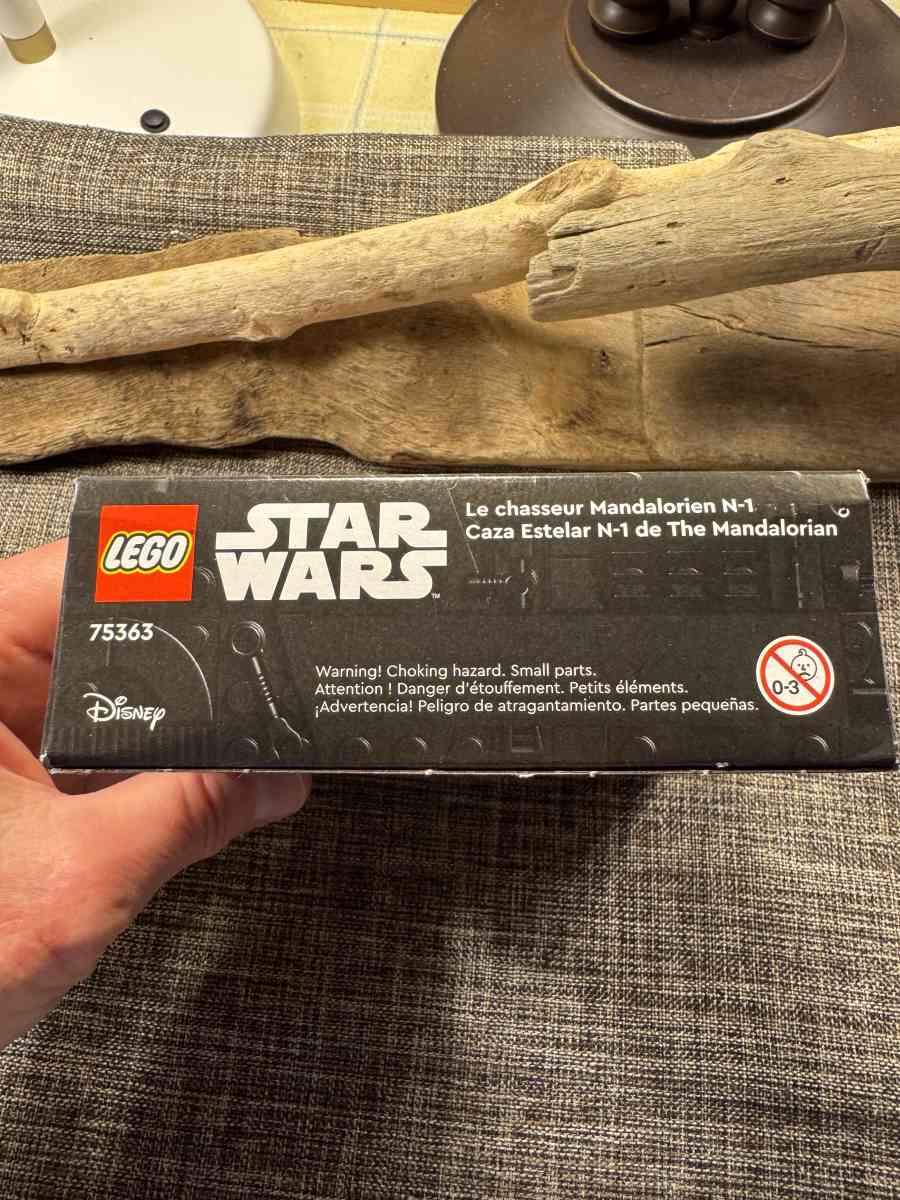 LEGO
STAR
WARS
™
Le chasseur Mandalorien N-1
Caza Estelar N-1 de The Mandalorian
75363
Disney
Warning! Choking hazard. Small parts.
Attention ! Danger d'étouffement. Petits éléments.
¡Advertencia! Peligro de atragantamiento. Partes pequeñas.
0-3